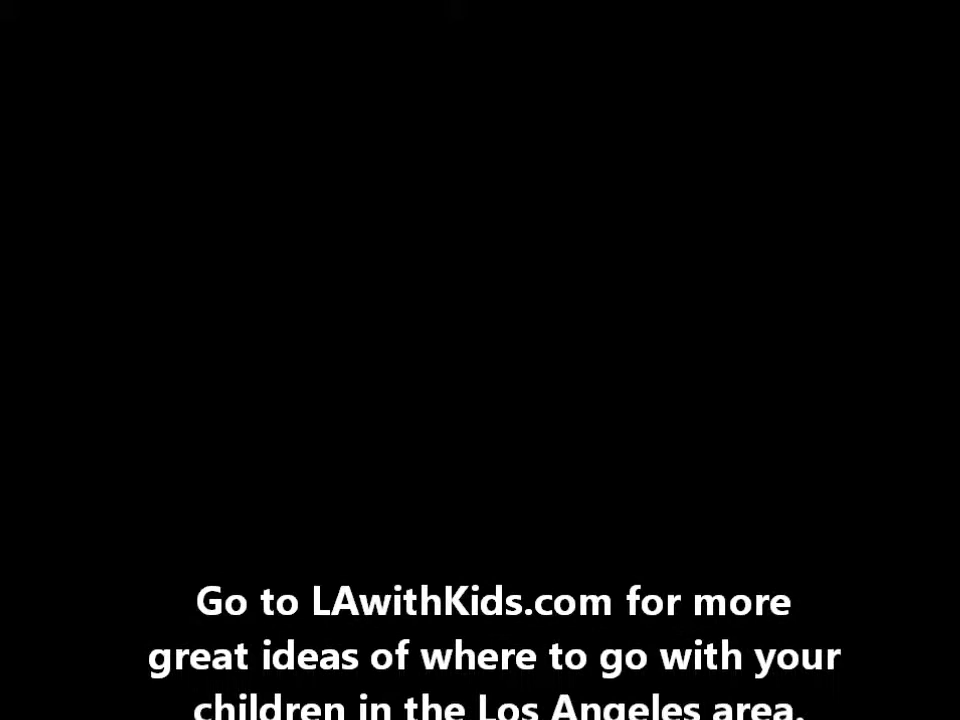 Go to LAwithKids.com for more
great ideas of where to go with your
children in the Los Angeles area.